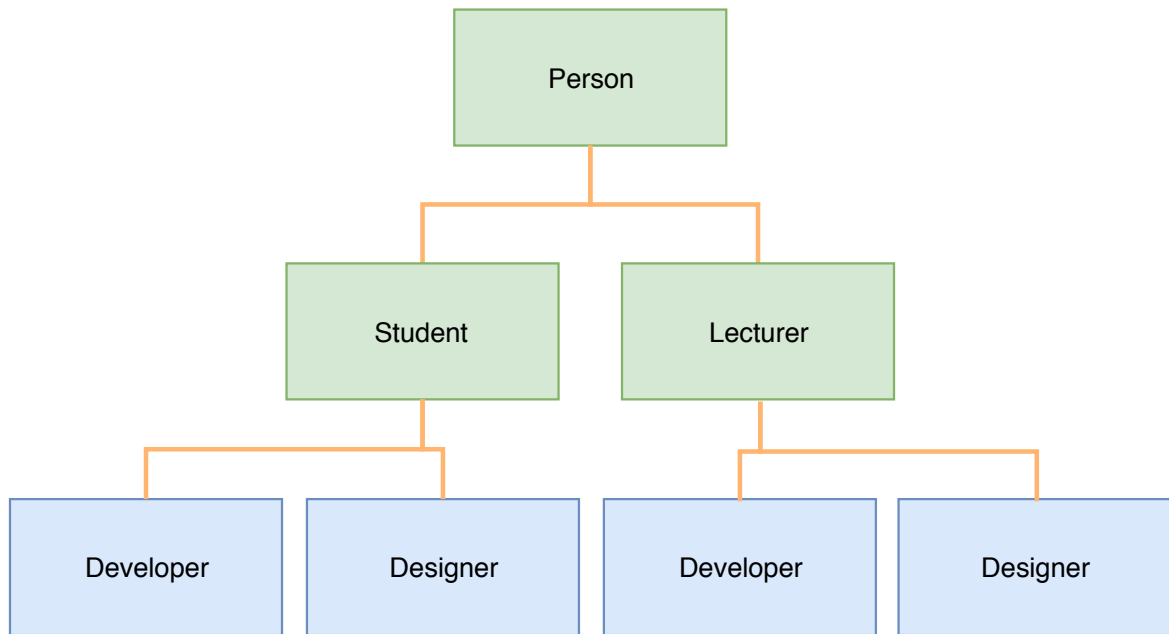 Person
Student
Lecturer
Developer
Designer
Developer
Designer